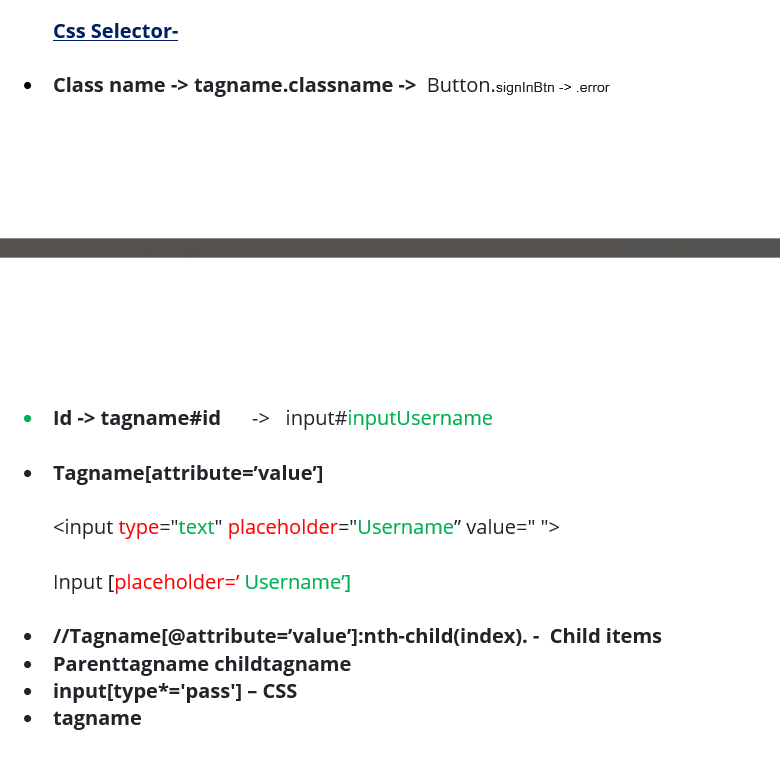 Css Selector-
• Class name -> tagname.classname -> Button.signInBtn -> .error
• Id -> tagname#id -> input#inputUsername
• Tagname[attribute=’value’]
<input type="text" placeholder="Username” value=" ">
Input [placeholder=’ Username’]
• //Tagname[@attribute=’value’]:nth-child(index). - Child items
• Parenttagname childtagname
• input[type*='pass'] – CSS
• tagname